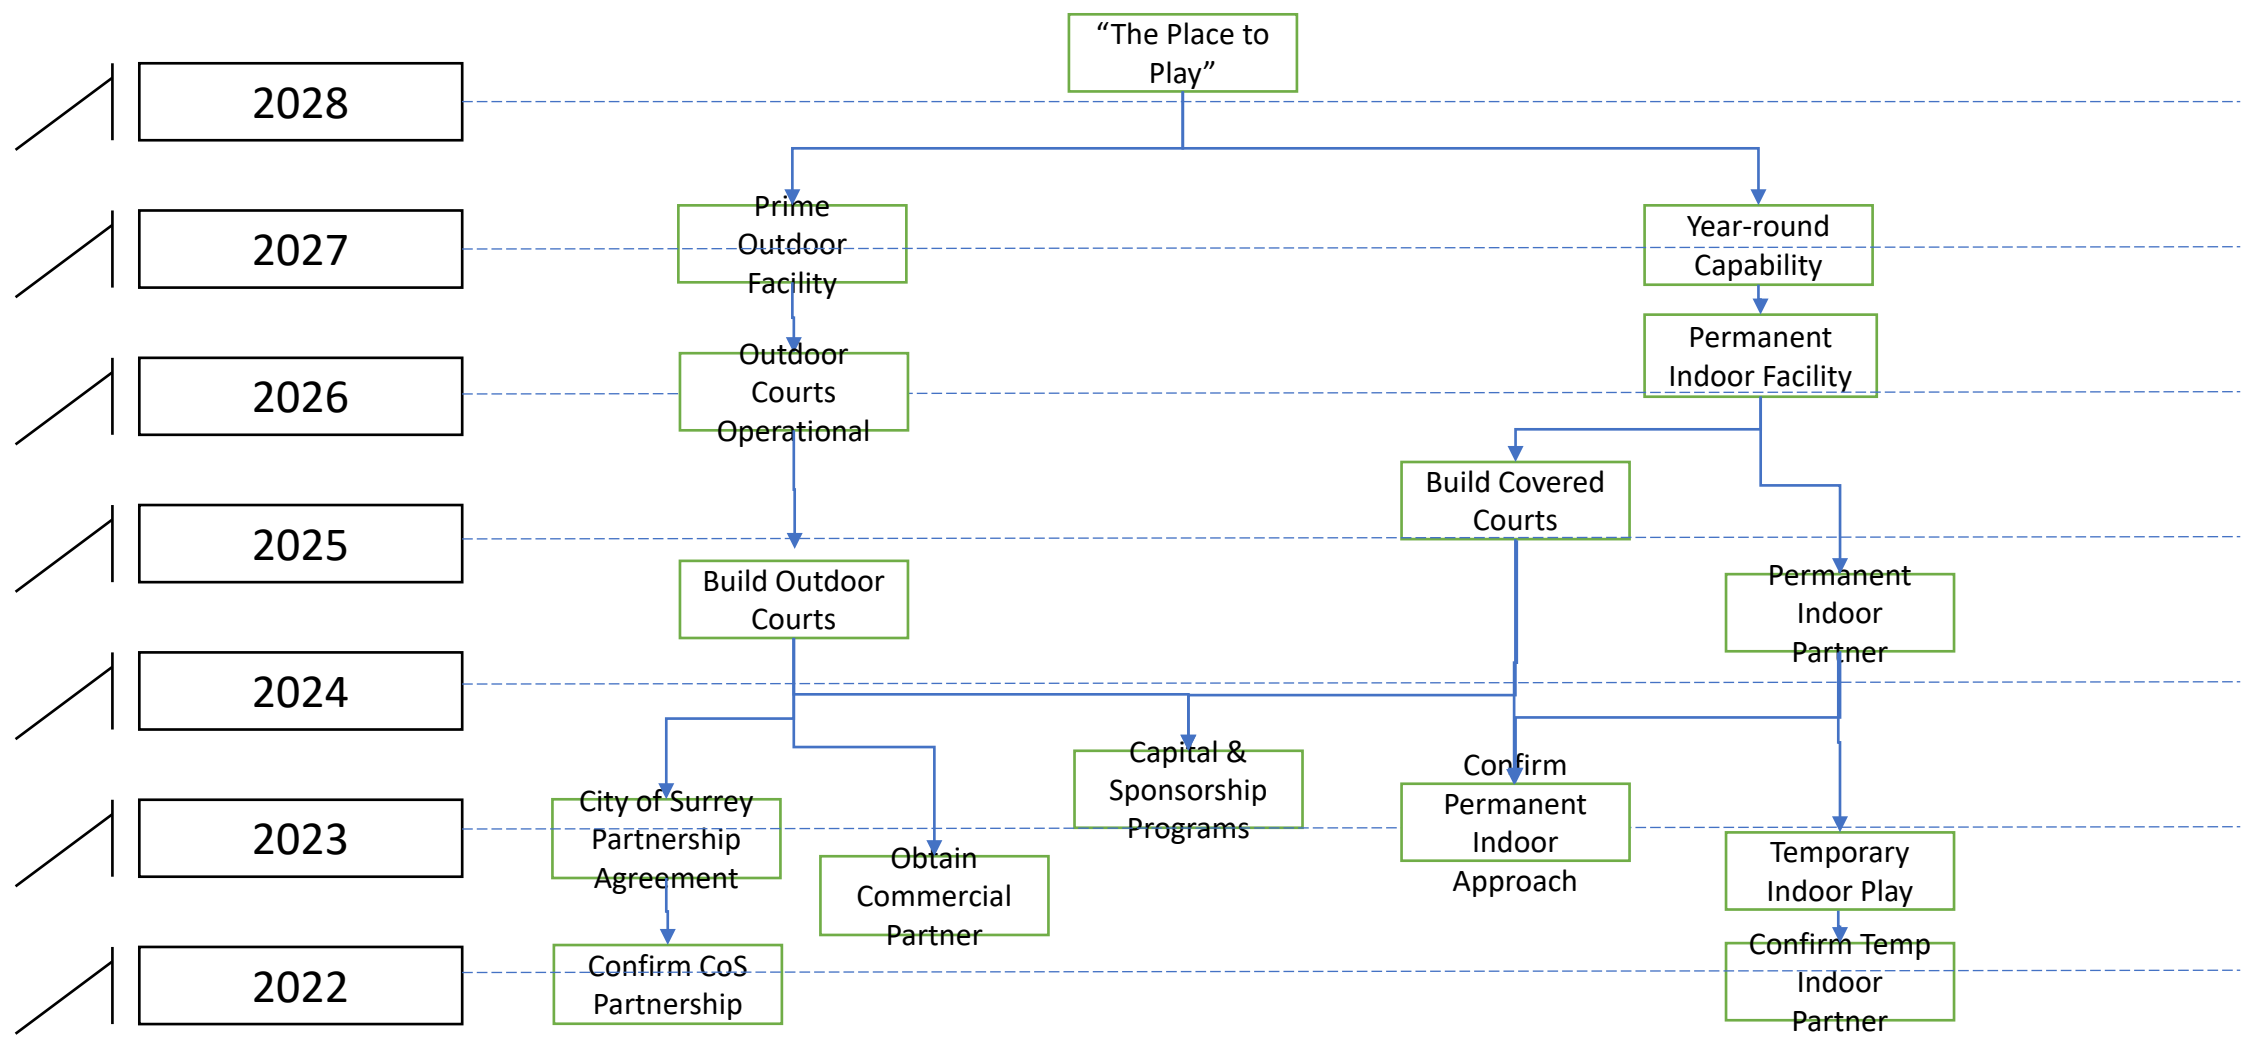 “The Place to
Play”
2028
Prime
Outdoor
Facility
Year-round
Capability
2027
Outdoor
Courts
Operational
Permanent
Indoor Facility
2026
Build Covered
Courts
2025
Build Outdoor
Courts
Permanent
Indoor
Partner
2024
Capital &
Sponsorship
Programs
Confirm
Permanent
Indoor
Approach
2023
City of Surrey
Partnership
Agreement
Obtain
Commercial
Partner
Temporary
Indoor Play
2022
Confirm CoS
Partnership
Confirm Temp
Indoor
Partner